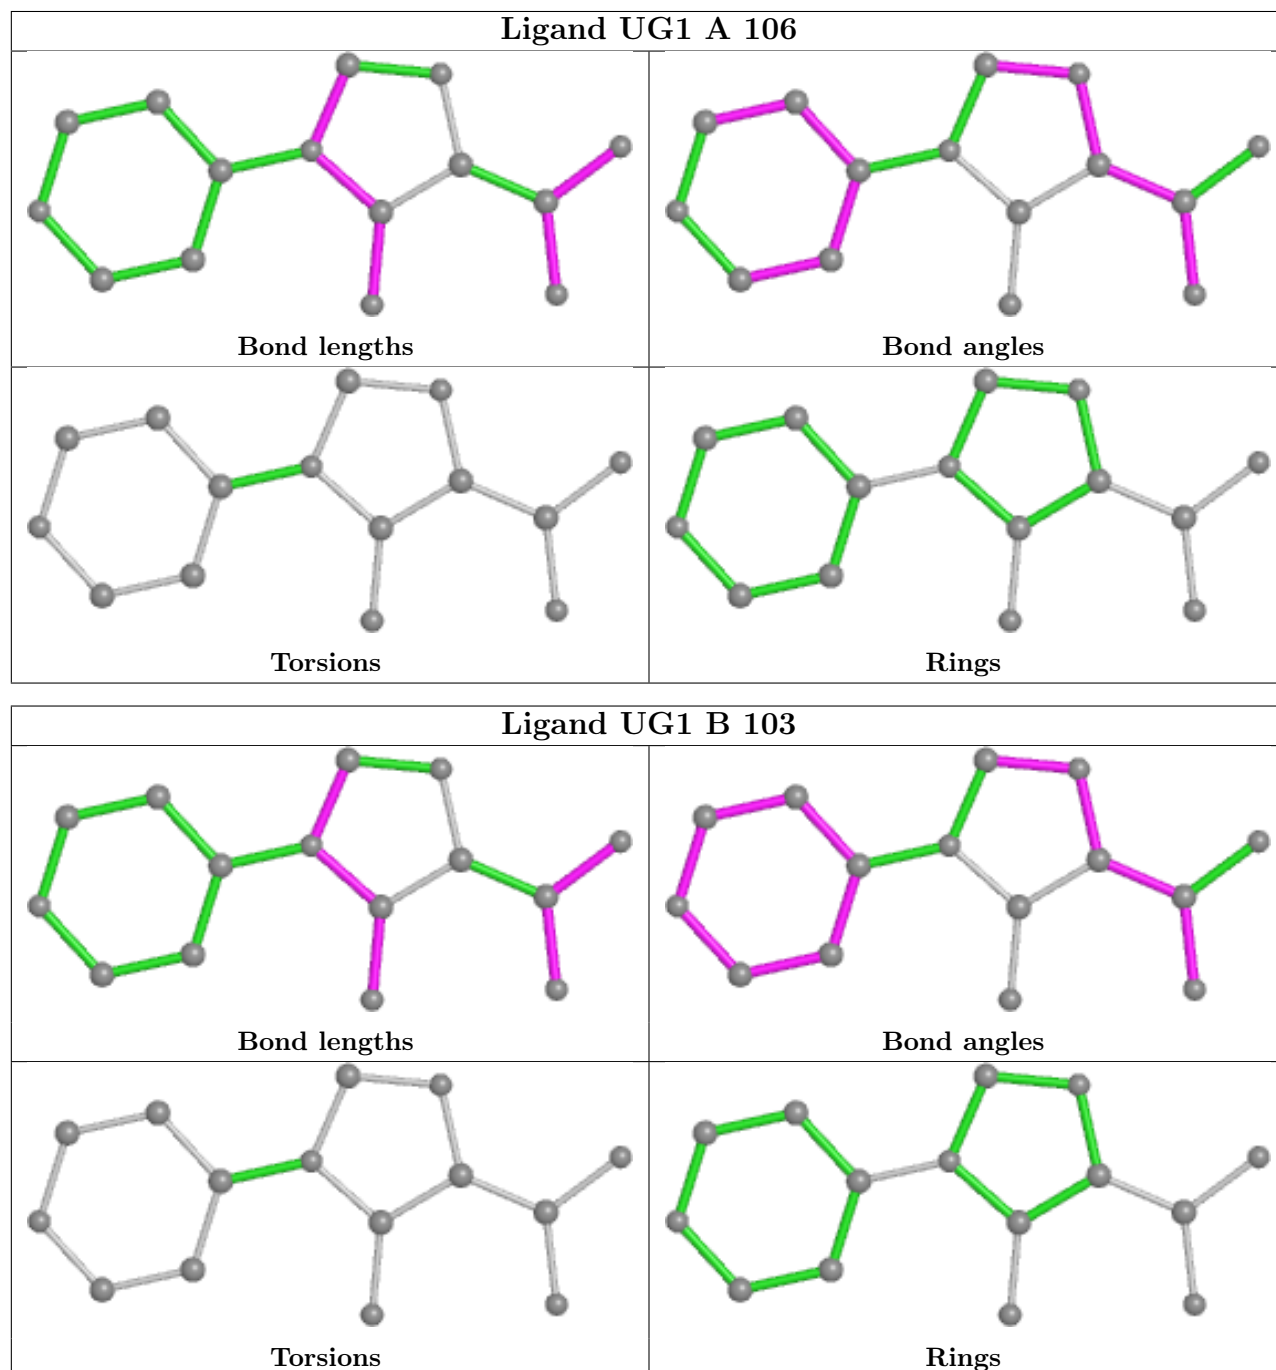 Ligand UG1 A 106
Bond lengths
Bond angles
Torsions
Rings
Ligand UG1 B 103
Bond lengths
Bond angles
Torsions
Rings